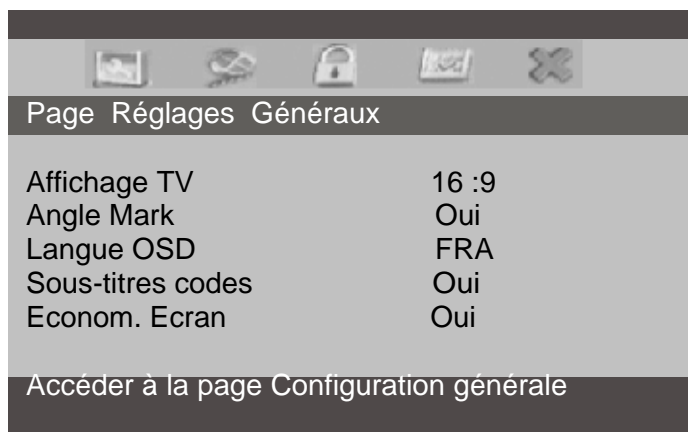 Page Réglages Généraux
Affichage TV 16 :9
Angle Mark Oui
Langue OSD FRA
Sous-titres codes Oui
Econom. Ecran Oui
Accéder à la page Configuration générale